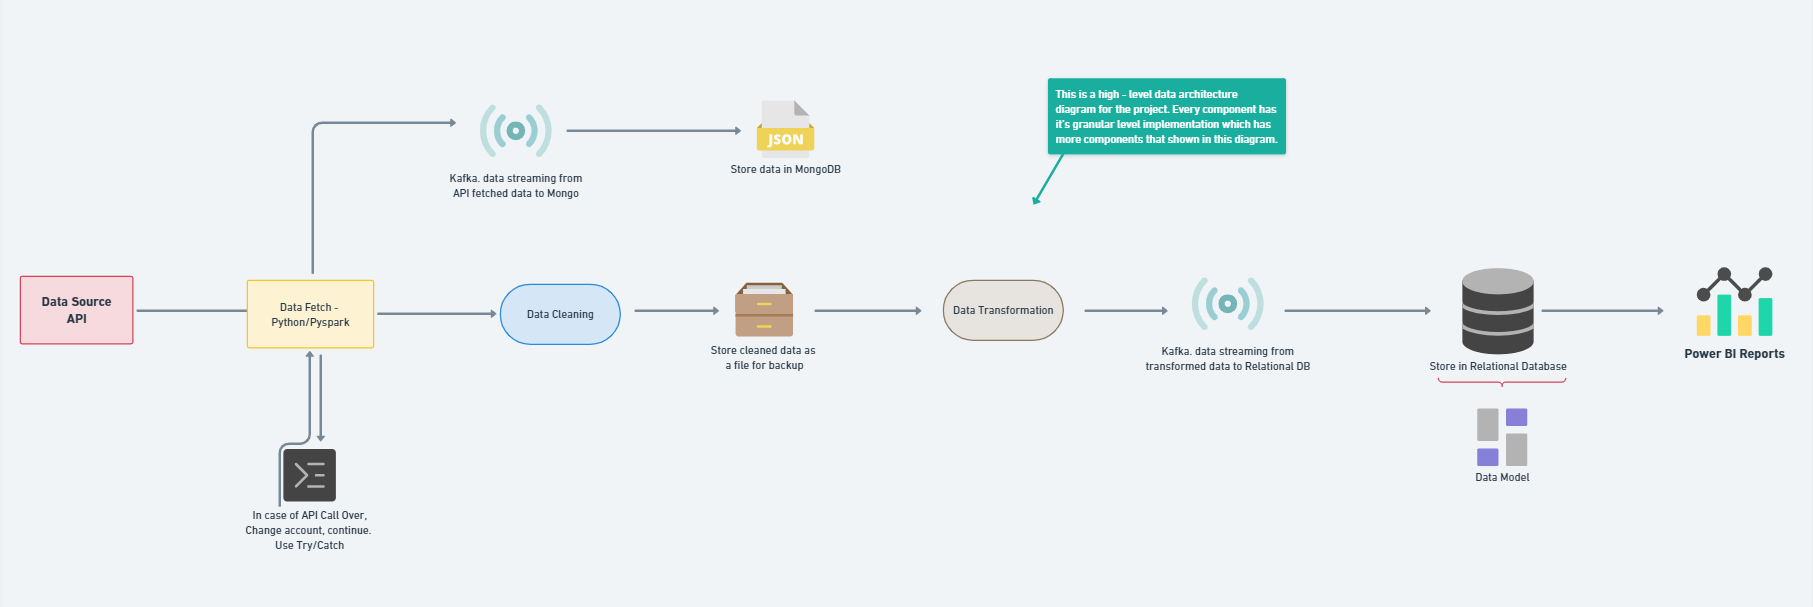 This is a high - level data architecture
diagram for the project. Every component has
it's granular level implementation which has
more components that shown in this diagram.
JSON
Store data in MongoDB
Kafka. data streaming from
API fetched data to Mongo
Data Source
API
Data Fetch -
Python/Pyspark
Data Cleaning
Store cleaned data as
a file for backup
Data Transformation
Kafka. data streaming from
transformed data to Relational DB
Store in Relational Database
Power BI Reports
Data Model
In case of API Call Over,
Change account, continue.
Use Try/Catch